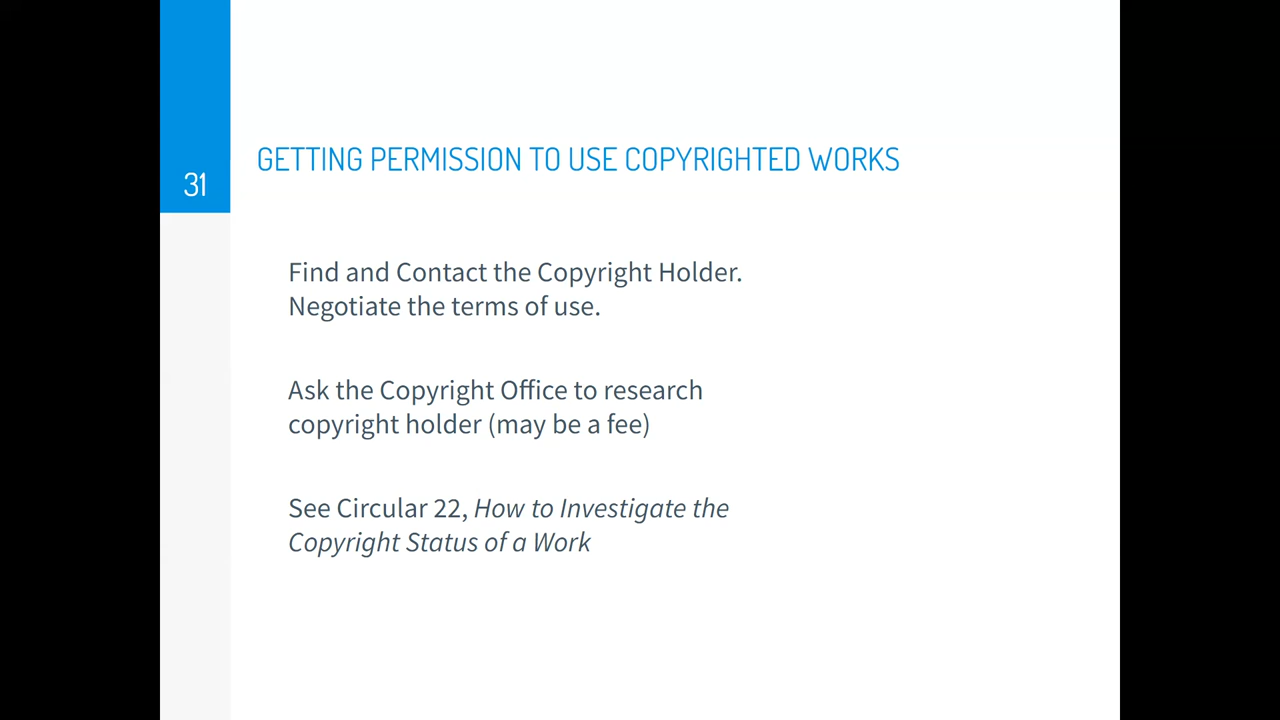 GETTING PERMISSION TO USE COPYRIGHTED WORKS
31
Find and Contact the Copyright Holder.
Negotiate the terms of use.
Ask the Copyright Office to research
copyright holder (may be a fee)
See Circular 22, How to Investigate the
Copyright Status of a Work